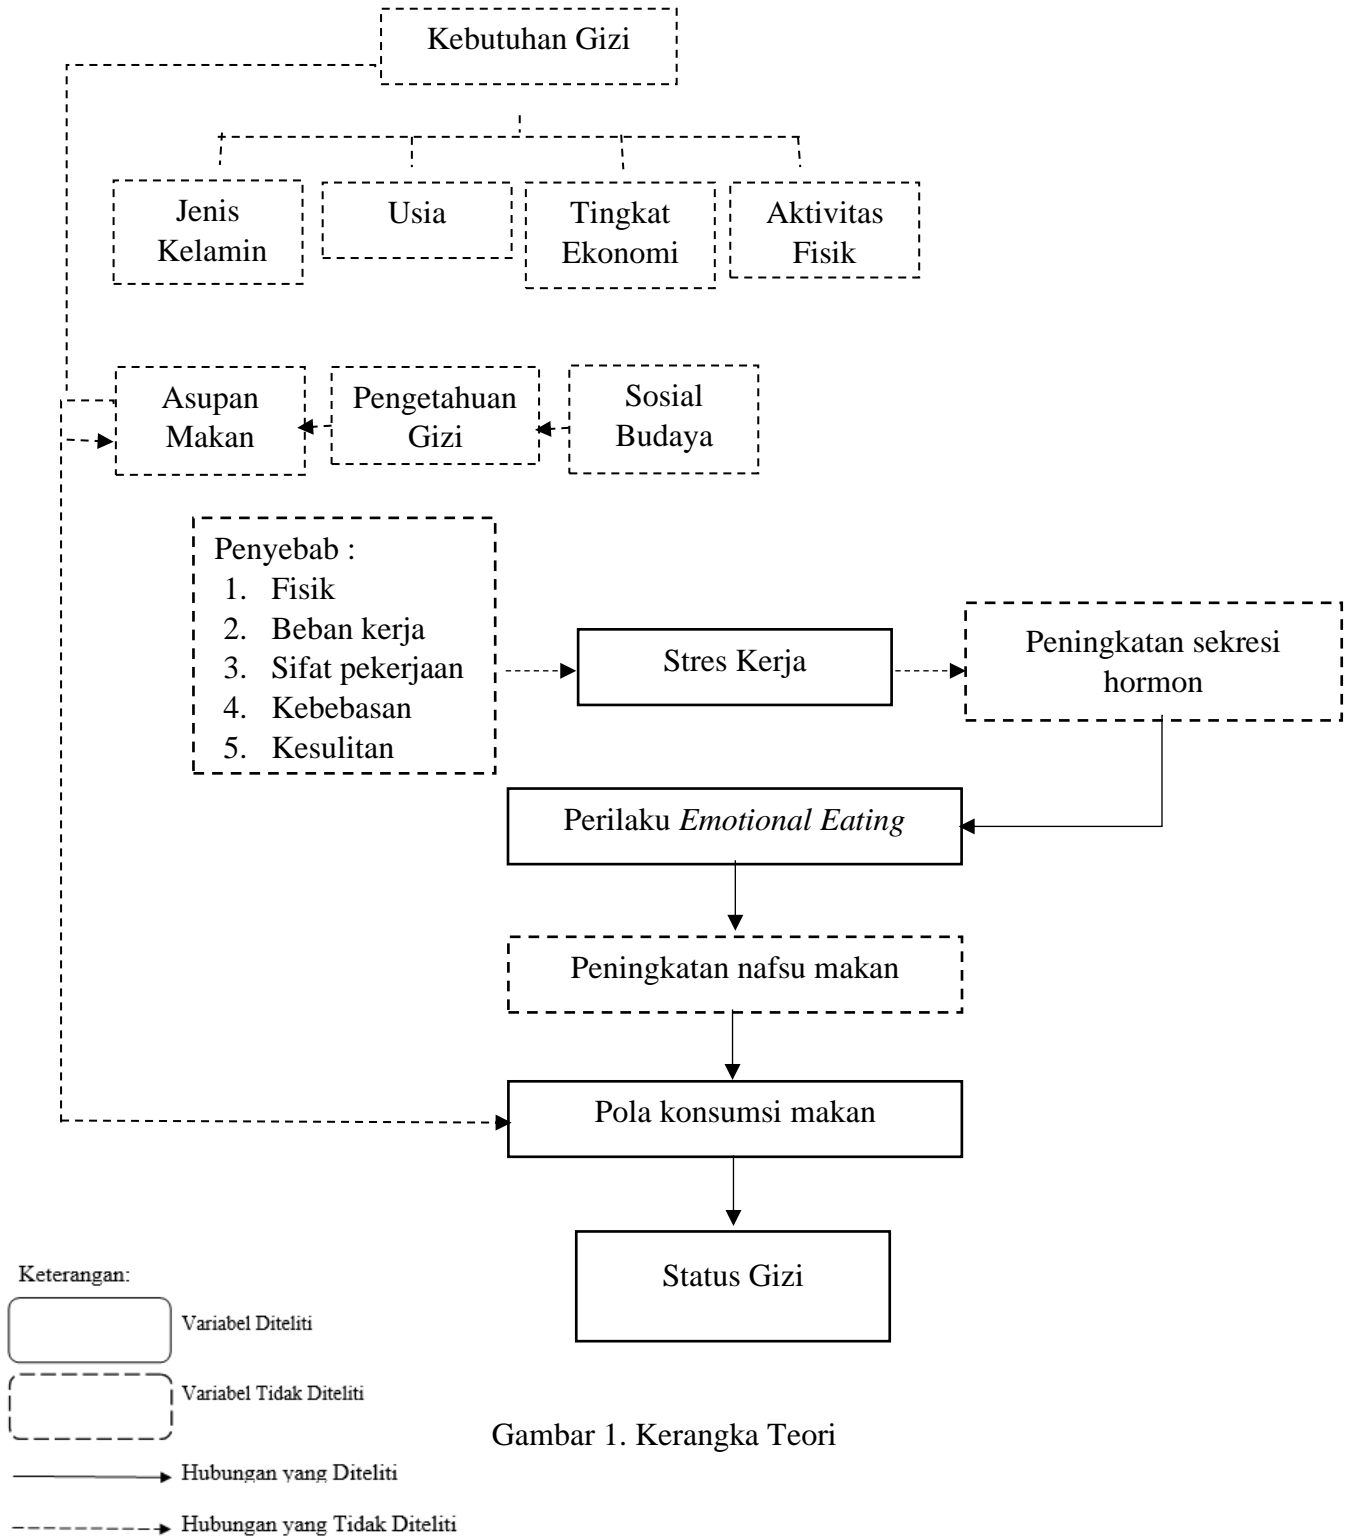 Kebutuhan Gizi
Jenis
Kelamin
Usia
Tingkat
Ekonomi
Aktivitas
Fisik
Asupan
Makan
Pengetahuan
Gizi
Sosial
Budaya
Penyebab :
1. Fisik
2. Beban kerja
3. Sifat pekerjaan
4. Kebebasan
5. Kesulitan
Stres Kerja
Peningkatan sekresi
hormon
Perilaku Emotional Eating
Peningkatan nafsu makan
Pola konsumsi makan
Status Gizi
Keterangan:
Variabel Diteliti
Variabel Tidak Diteliti
Hubungan yang Diteliti
Hubungan yang Tidak Diteliti
Gambar 1. Kerangka Teori